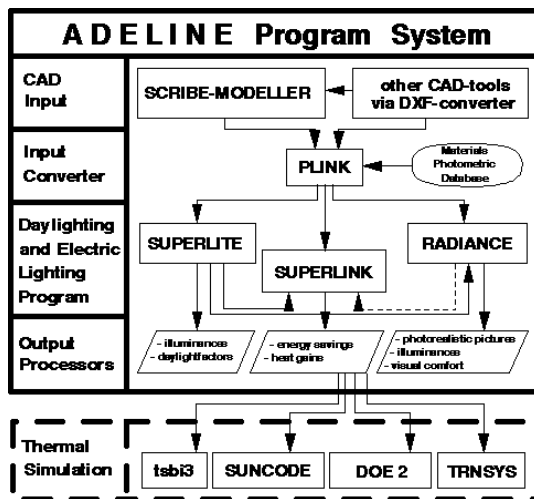 ADELINE Program System
CAD
Input
SCRIBE-MODELLER
other CAD-tools
via DXF-converter
Input
Converter
PLINK
Materials
Photometric
Database
Daylighting
and Electric
Lighting
Program
SUPERLITE
SUPERLINK
RADIANCE
Output
Processors
- illuminances
- daylightfactors
- energy savings
- heat gains
- photorealistic pictures
- illuminances
- visual comfort
Thermal
Simulation
tsbi3
SUNCODE
DOE 2
TRNSYS